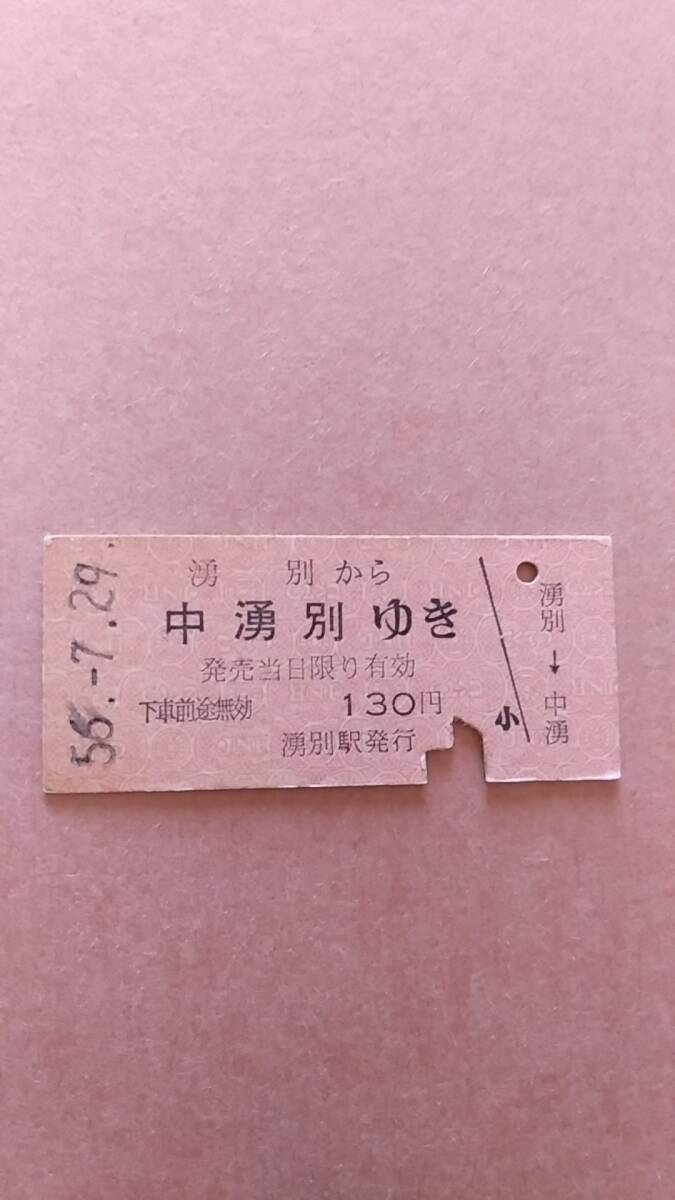 56.-7.29.
湧別から
中湧別ゆき
発売当日限り有効
下車前途無効 130円
湧別駅発行
小
湧別→中湧